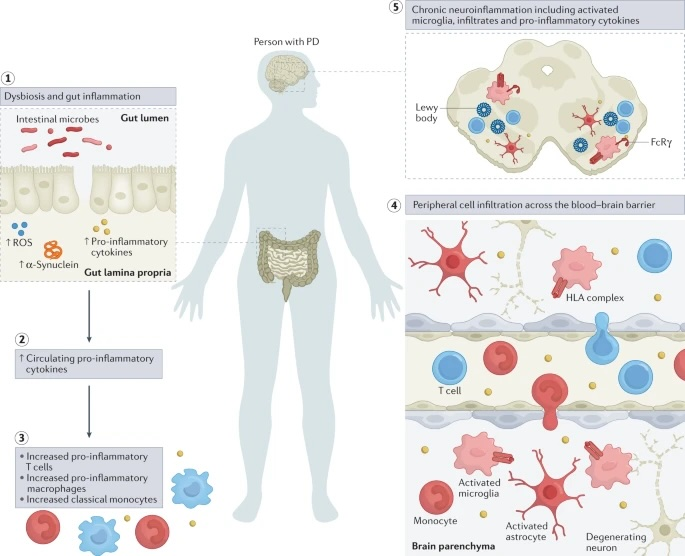 1
Dysbiosis and gut inflammation
Intestinal microbes
Gut lumen
↑ ROS
↑ α-Synuclein
↑ Pro-inflammatory
cytokines
Gut lamina propria
2
↑ Circulating pro-inflammatory
cytokines
3
• Increased pro-inflammatory
T cells
• Increased pro-inflammatory
macrophages
• Increased classical monocytes
Person with PD
5
Chronic neuroinflammation including activated
microglia, infiltrates and pro-inflammatory cytokines
Lewy
body
FcRγ
4
Peripheral cell infiltration across the blood–brain barrier
HLA complex
T cell
Activated
microglia
Monocyte
Activated
astrocyte
Degenerating
neuron
Brain parenchyma